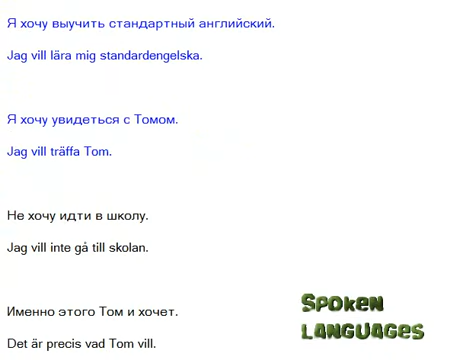 Я хочу выучить стандартный английский.
Jag vill lära mig standardengelska.
Я хочу увидеться с Томом.
Jag vill träffa Tom.
Не хочу идти в школу.
Jag vill inte gå till skolan.
Именно этого Том и хочет.
Det är precis vad Tom vill.
Spoken
Languages